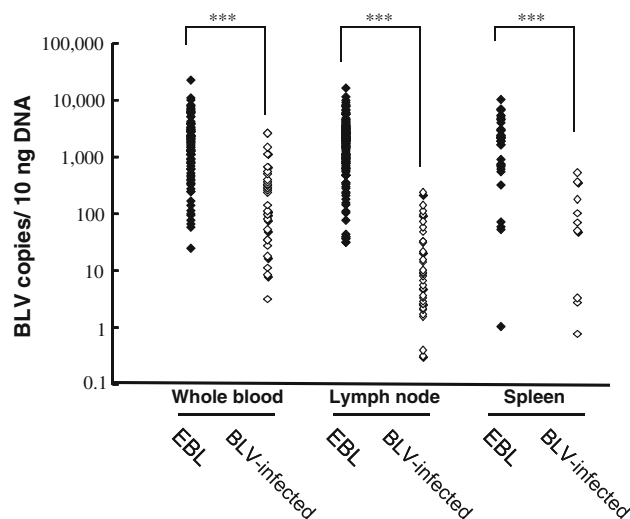 *** *** ***
100,000
10,000
1,000
100
10
1
0.1
BLV copies/ 10 ng DNA
Whole blood Lymph node Spleen
EBL BLV-infected EBL BLV-infected EBL BLV-infected